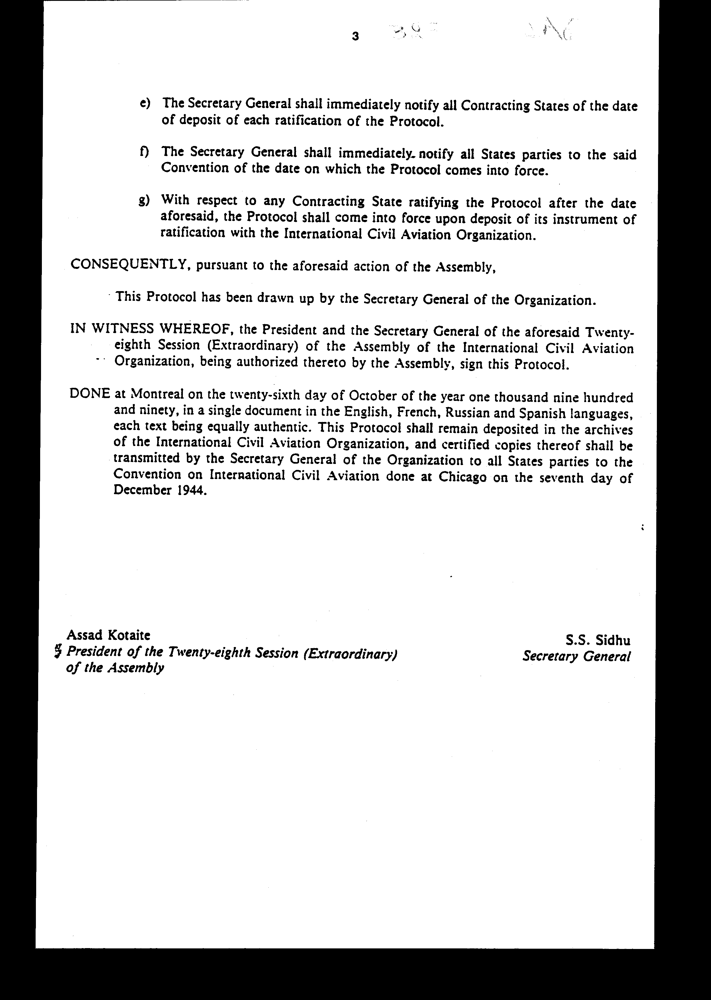 3
e) The Secretary General shall immediately notify all Contracting States of the date
of deposit of each ratification of the Protocol.
f) The Secretary General shall immediately notify all States parties to the said
Convention of the date on which the Protocol comes into force.
g) With respect to any Contracting State ratifying the Protocol after the date
aforesaid, the Protocol shall come into force upon deposit of its instrument of
ratification with the International Civil Aviation Organization.
CONSEQUENTLY, pursuant to the aforesaid action of the Assembly,
This Protocol has been drawn up by the Secretary General of the Organization.
IN WITNESS WHEREOF, the President and the Secretary General of the aforesaid Twenty-
eighth Session (Extraordinary) of the Assembly of the International Civil Aviation
Organization, being authorized thereto by the Assembly, sign this Protocol.
DONE at Montreal on the twenty-sixth day of October of the year one thousand nine hundred
and ninety, in a single document in the English, French, Russian and Spanish languages,
each text being equally authentic. This Protocol shall remain deposited in the archives
of the International Civil Aviation Organization, and certified copies thereof shall be
transmitted by the Secretary General of the Organization to all States parties to the
Convention on International Civil Aviation done at Chicago on the seventh day of
December 1944.
Assad Kotaite
President of the Twenty-eighth Session (Extraordinary)
of the Assembly
S.S. Sidhu
Secretary General